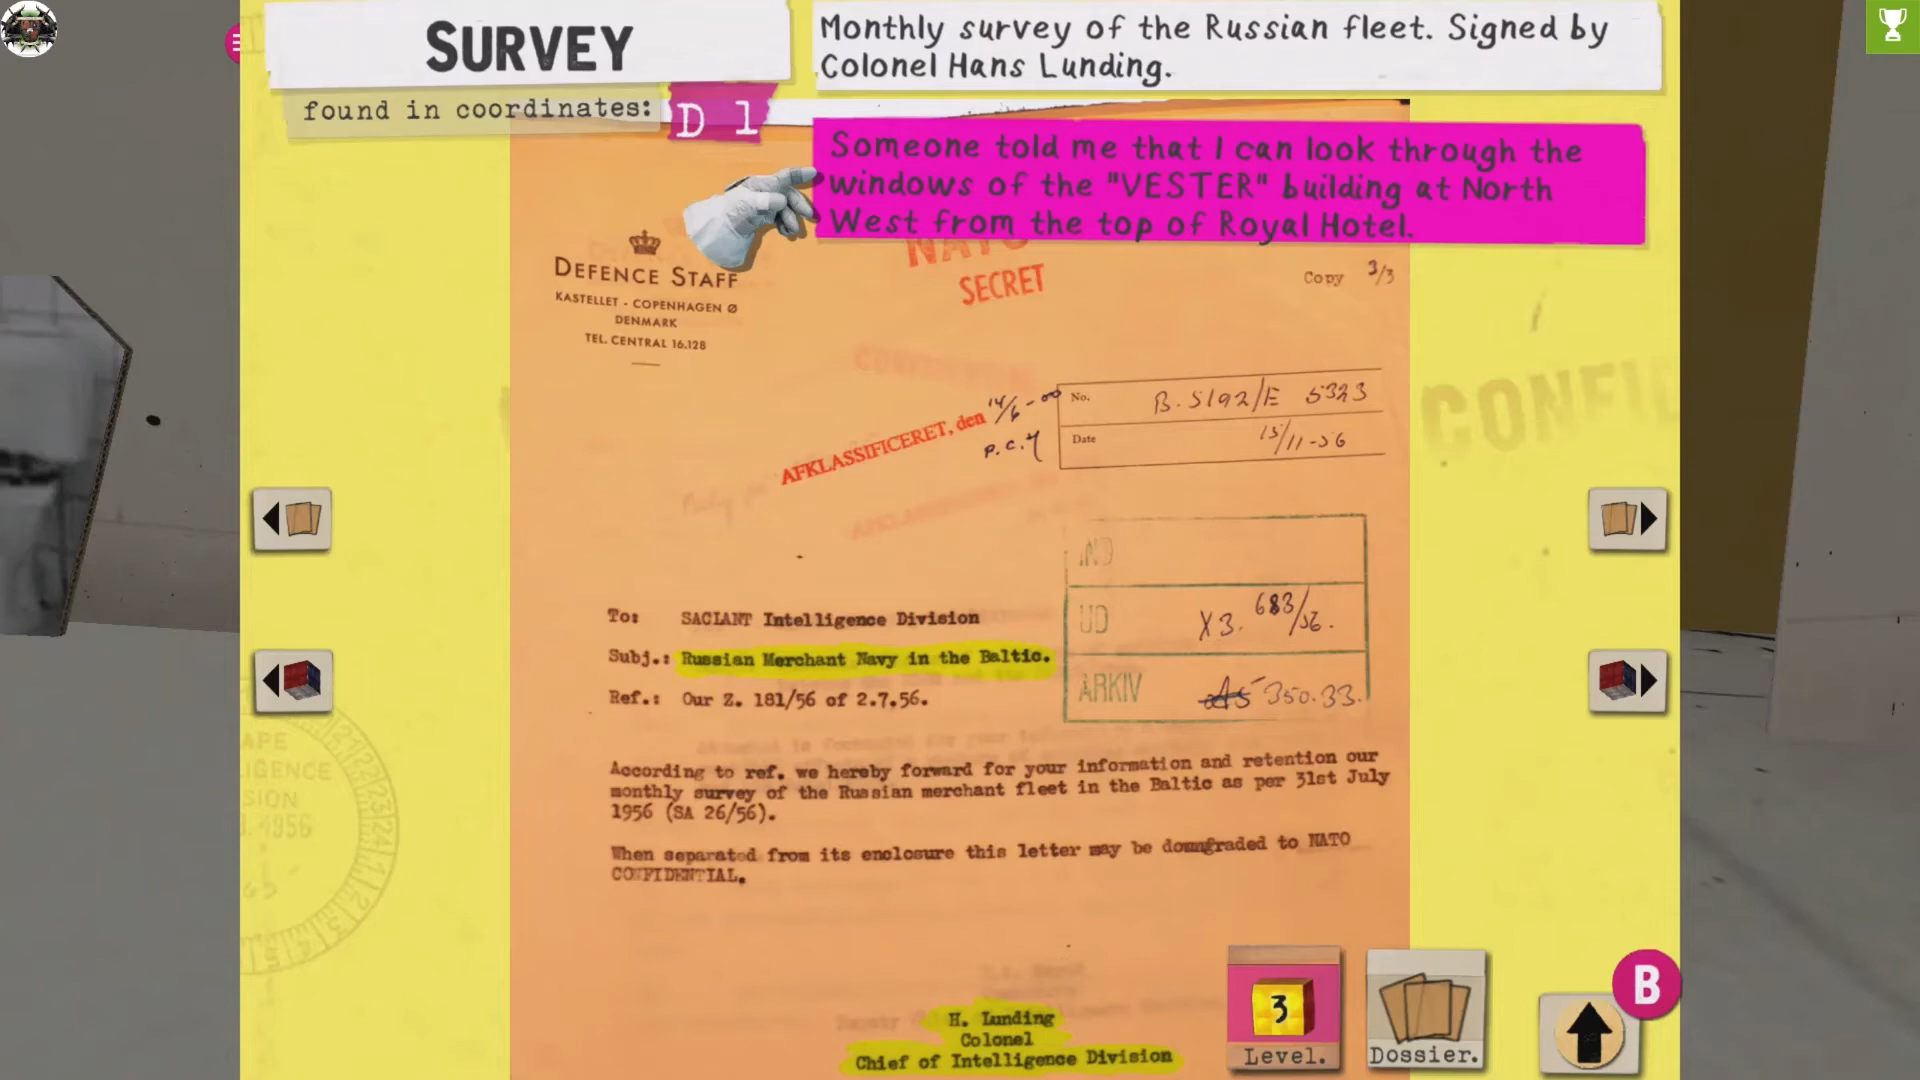 SURVEY
Monthly survey of the Russian fleet. Signed by
Colonel Hans Lunding.
found in coordinates: D 1
Someone told me that I can look through the
windows of the "VESTER" building at North
West from the top of Royal Hotel.
NATO
SECRET
Copy 3/3
DEFENCE STAFF
KASTELLET - COPENHAGEN Ø
DENMARK
TEL. CENTRAL 16.128
CONFIDENTIAL
AFKLASSIFICERET, den 14/6-00
No. B.5192/E 5323
Date 15/11-56
CONFI
IND
UD X3. 683/56.
ARKIV 350.33.
To: SACLANT Intelligence Division
Subj.: Russian Merchant Navy in the Baltic.
Ref.: Our Z. 181/56 of 2.7.56.
According to ref. we hereby forward for your information and retention our
monthly survey of the Russian merchant fleet in the Baltic as per 31st July
1956 (SA 26/56).
When separated from its enclosure this letter may be downgraded to NATO
CONFIDENTIAL.
H. Lunding
Colonel
Chief of Intelligence Division
3
Level.
Dossier.
B